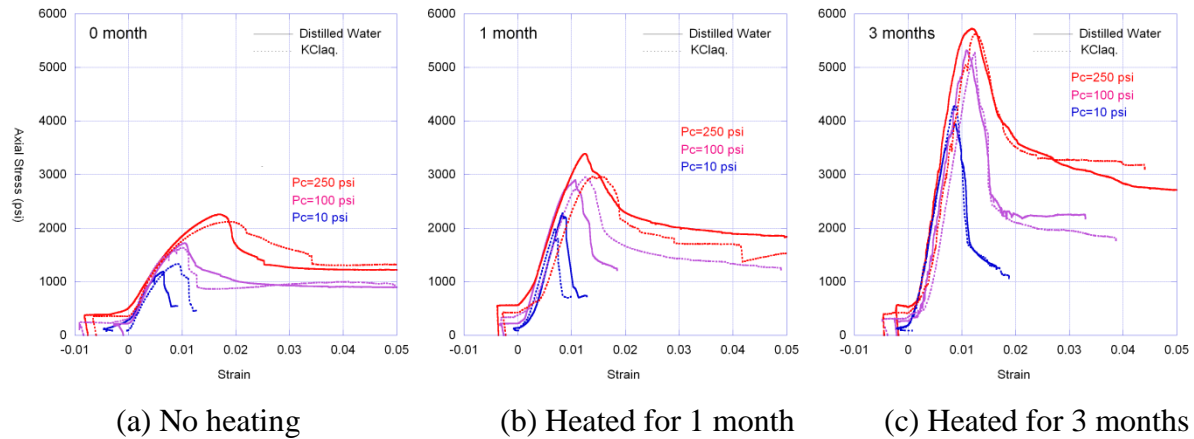 6000
5000
4000
3000
2000
1000
0
Axial Stress (psi)
0 month
Distilled Water
KClaq.
Pc=250 psi
Pc=100 psi
Pc=10 psi
-0.01 0 0.01 0.02 0.03 0.04 0.05
Strain
6000
5000
4000
3000
2000
1000
0
1 month
Distilled Water
KClaq.
Pc=250 psi
Pc=100 psi
Pc=10 psi
-0.01 0 0.01 0.02 0.03 0.04 0.05
Strain
6000
5000
4000
3000
2000
1000
0
3 months
Distilled Water
KClaq.
Pc=250 psi
Pc=100 psi
Pc=10 psi
-0.01 0 0.01 0.02 0.03 0.04 0.05
Strain
(a) No heating
(b) Heated for 1 month
(c) Heated for 3 months